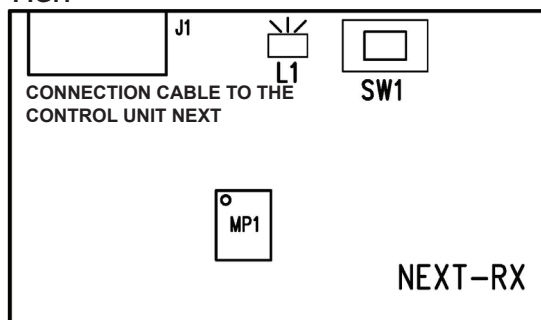 J1
L1
SW1
CONNECTION CABLE TO THE
CONTROL UNIT NEXT
MP1
NEXT-RX